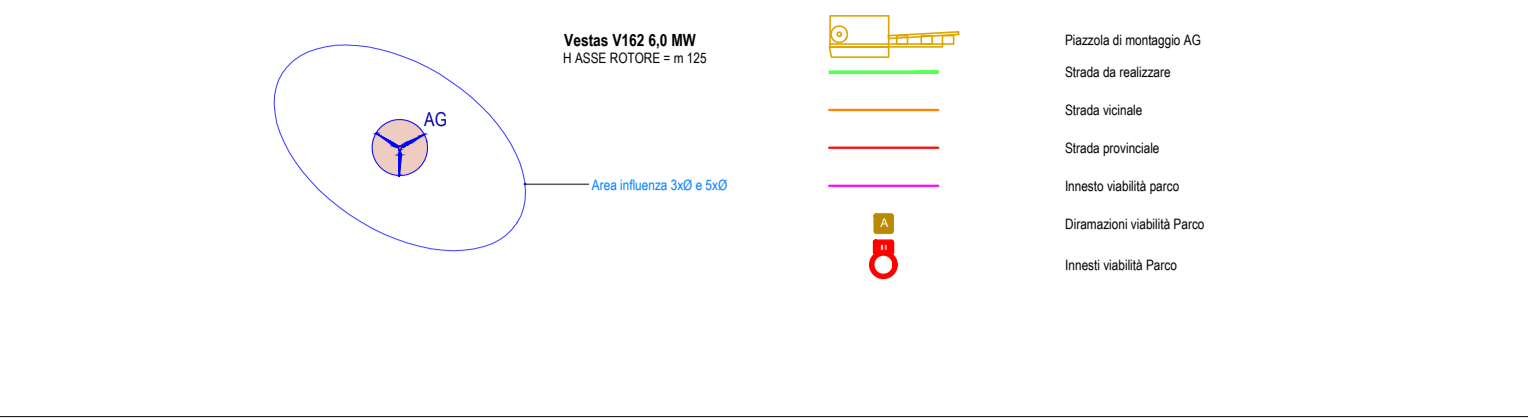 Vestas V162 6,0 MW
H ASSE ROTORE = m 125
AG
Area influenza 3xØ e 5xØ
Piazzola di montaggio AG
Strada da realizzare
Strada vicinale
Strada provinciale
Innesto viabilità parco
A
Diramazioni viabilità Parco
Innesti viabilità Parco